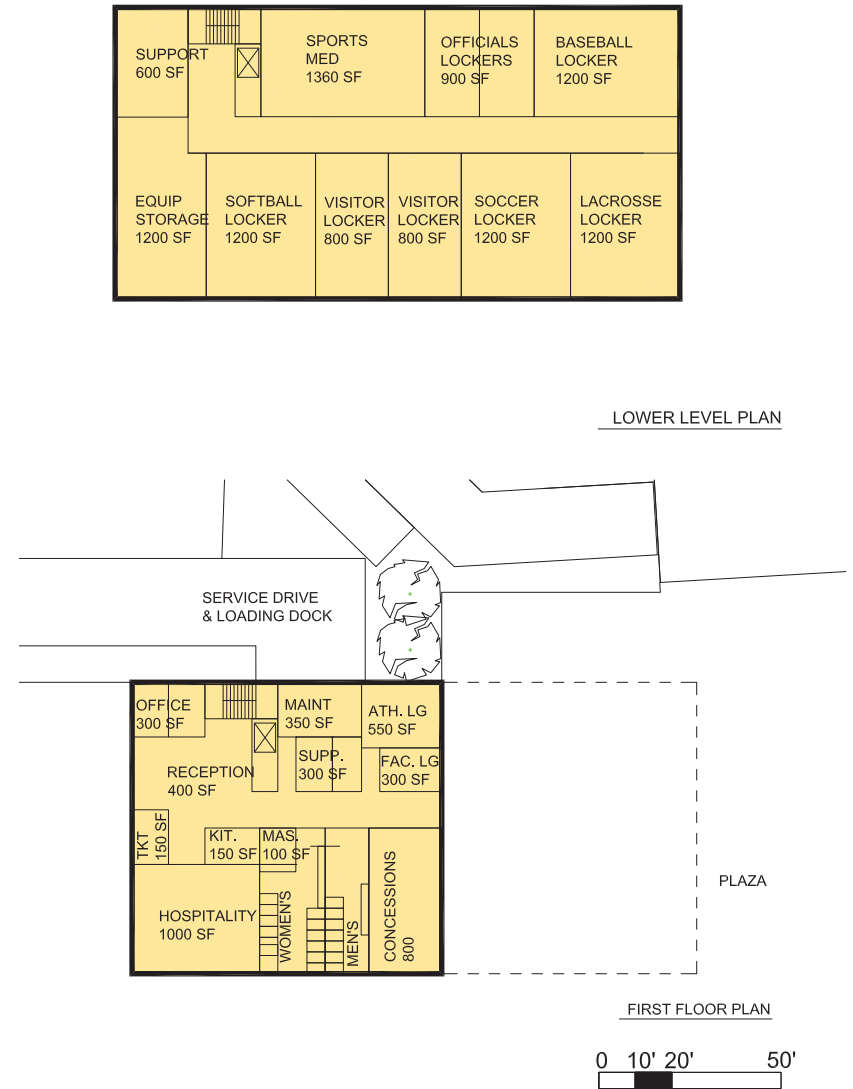 SUPPORT
600 SF
SPORTS
MED
1360 SF
OFFICIALS
LOCKERS
900 SF
BASEBALL
LOCKER
1200 SF
EQUIP
STORAGE
1200 SF
SOFTBALL
LOCKER
1200 SF
VISITOR
LOCKER
800 SF
VISITOR
LOCKER
800 SF
SOCCER
LOCKER
1200 SF
LACROSSE
LOCKER
1200 SF
LOWER LEVEL PLAN
SERVICE DRIVE
& LOADING DOCK
OFFICE
300 SF
MAINT
350 SF
ATH. LG
550 SF
RECEPTION
400 SF
SUPP.
300 SF
FAC. LG
300 SF
TKT
150 SF
KIT.
150 SF
MAS.
100 SF
HOSPITALITY
1000 SF
WOMEN'S
MEN'S
CONCESSIONS
800
PLAZA
FIRST FLOOR PLAN
0 10' 20' 50'